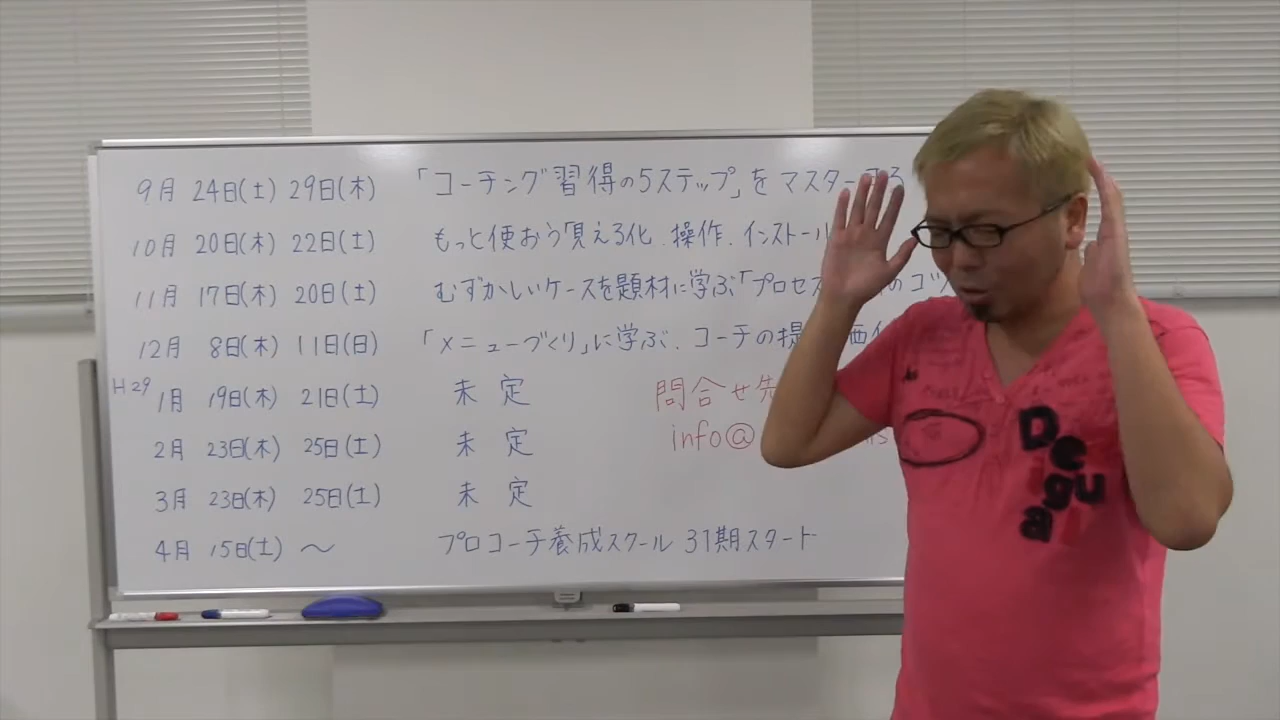 9月 24日(土) 29日(木) 「コーチング習得の5ステップ」をマスターする
10月 20日(木) 22日(土) もっと使おう「見える化、操作、インストール
11月 17日(木) 20日(土) むずかしいケースを題材に学ぶ「プロセス のコツ
12月 8日(木) 11日(日) 「メニューづくり」に学ぶ、コーチの提
H29 1月 19日(木) 21日(土) 未定 問合せ先
info@
2月 23日(木) 25日(土) 未定
3月 23日(木) 25日(土) 未定
4月 15日(土) 〜 プロコーチ養成スクール 31期スタート
Degua